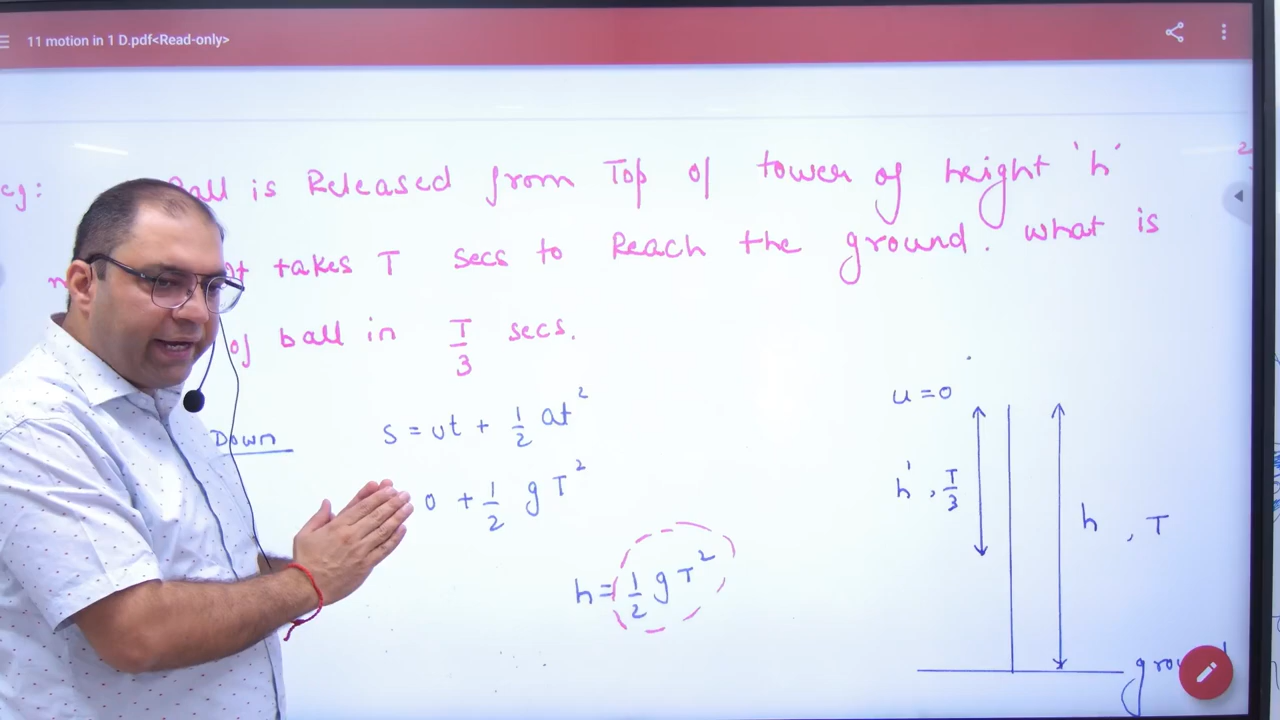 11 motion in 1 D.pdf<Read-only>
eg: Ball is Released from Top of tower of height 'h'
takes T secs to Reach the ground. What is
of ball in T/3 secs.
Down
s = ut + 1/2 at²
0 + 1/2 g T²
h = 1/2 g T²
u = 0
h', T/3
h, T